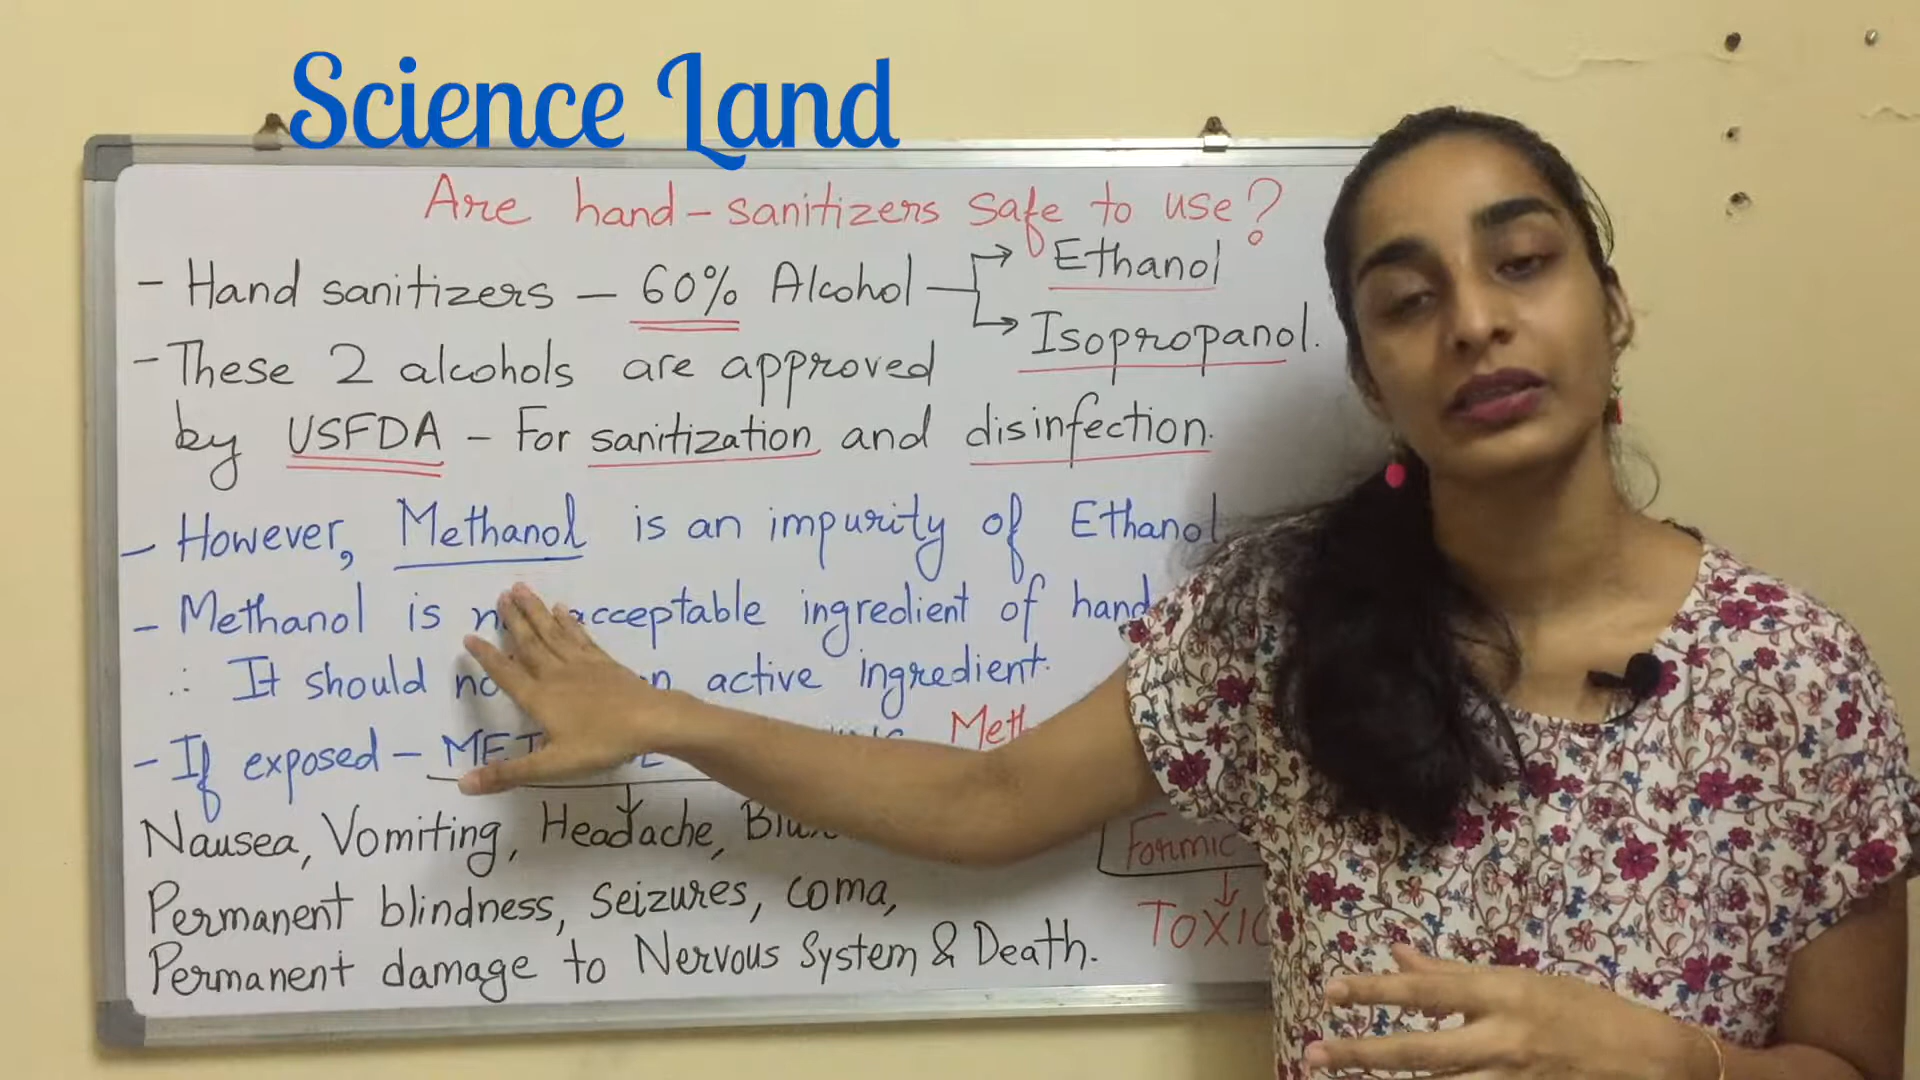 Science Land
Are hand-sanitizers safe to use?
- Hand sanitizers - 60% Alcohol
Ethanol
Isopropanol.
- These 2 alcohols are approved
by USFDA - For sanitization and disinfection.
- However, Methanol is an impurity of Ethanol
- Methanol is acceptable ingredient of hand
∴ It should active ingredient.
- If exposed -
Nausea, Vomiting, Headache,
Permanent blindness, seizures, coma,
Permanent damage to Nervous System & Death.
Formic
TOXIC